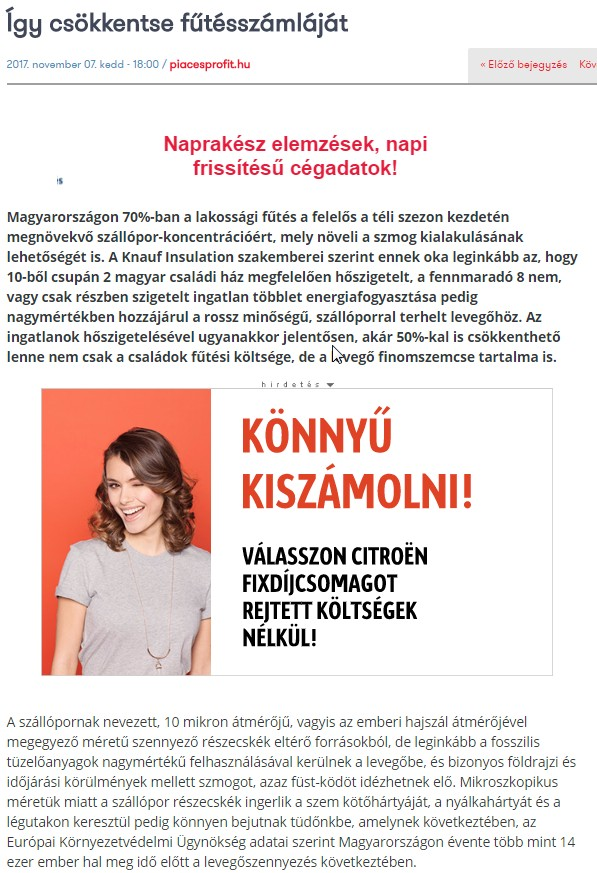 Így csökkentse fűtésszámláját
2017. november 07. kedd - 18:00 / piacesprofit.hu
« Előző bejegyzés Köv
Naprakész elemzések, napi
frissítésű cégadatok!
Magyarországon 70%-ban a lakossági fűtés a felelős a téli szezon kezdetén
megnövekvő szállópor-koncentrációért, mely növeli a szmog kialakulásának
lehetőségét is. A Knauf Insulation szakemberei szerint ennek oka leginkább az, hogy
10-ből csupán 2 magyar családi ház megfelelően hőszigetelt, a fennmaradó 8 nem,
vagy csak részben szigetelt ingatlan többlet energiafogyasztása pedig
nagymértékben hozzájárul a rossz minőségű, szállóporral terhelt levegőhöz. Az
ingatlanok hőszigetelésével ugyanakkor jelentősen, akár 50%-kal is csökkenthető
lenne nem csak a családok fűtési költsége, de a levegő finomszemcse tartalma is.
hirdetés
KÖNNYŰ
KISZÁMOLNI!
VÁLASSZON CITROËN
FIXDÍJCSOMAGOT
REJTETT KÖLTSÉGEK
NÉLKÜL!
A szállópornak nevezett, 10 mikron átmérőjű, vagyis az emberi hajszál átmérőjével
megegyező méretű szennyező részecskék eltérő forrásokból, de leginkább a fosszilis
tüzelőanyagok nagymértékű felhasználásával kerülnek a levegőbe, és bizonyos földrajzi és
időjárási körülmények mellett szmogot, azaz füst-ködöt idézhetnek elő. Mikroszkopikus
méretük miatt a szállópor részecskék ingerlik a szem kötőhártyáját, a nyálkahártyát és a
légutakon keresztül pedig könnyen bejutnak tüdőnkbe, amelynek következtében, az
Európai Környezetvédelmi Ügynökség adatai szerint Magyarországon évente több mint 14
ezer ember hal meg idő előtt a levegőszennyezés következtében.